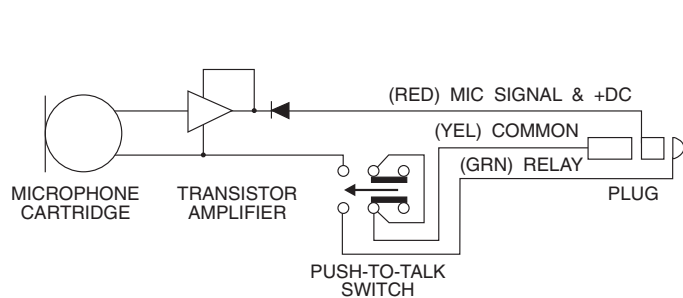 (RED) MIC SIGNAL & +DC
(YEL) COMMON
(GRN) RELAY
MICROPHONE
CARTRIDGE
TRANSISTOR
AMPLIFIER
PLUG
PUSH-TO-TALK
SWITCH